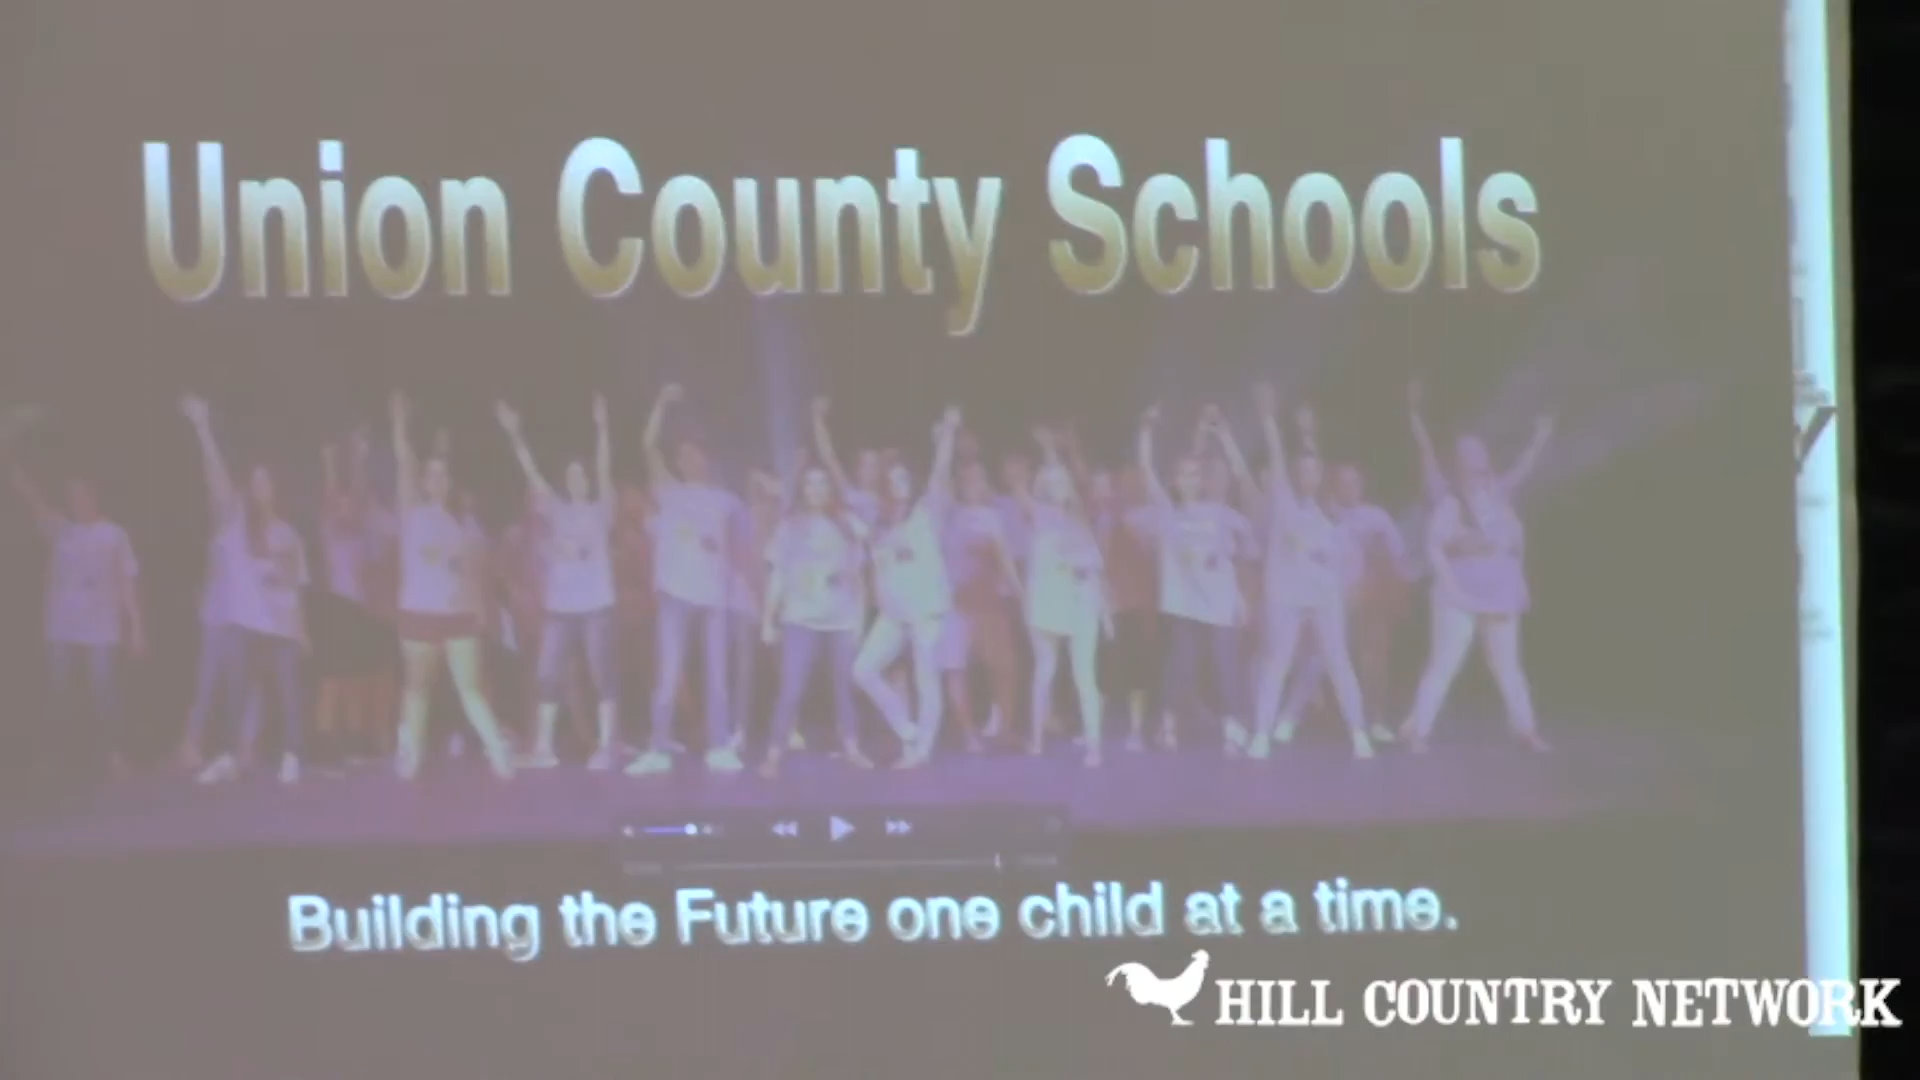 Union County Schools
Building the Future one child at a time.
HILL COUNTRY NETWORK